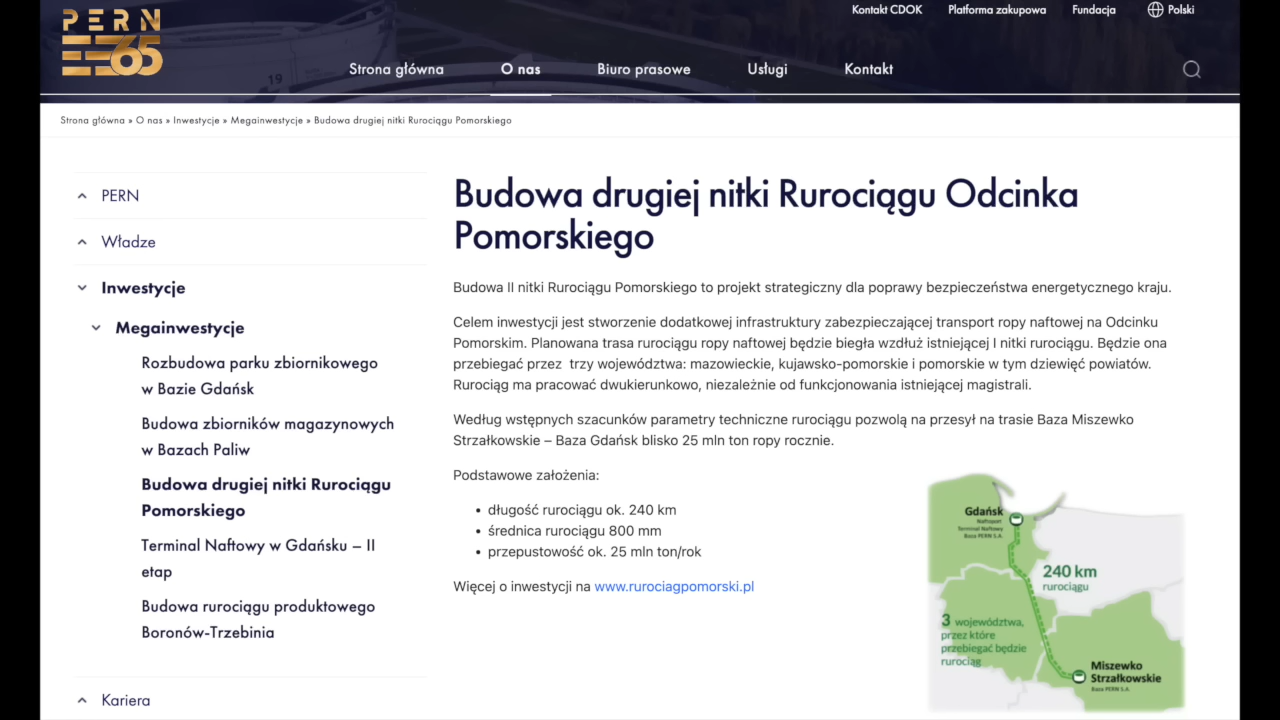 PERN
65
19
Kontakt CDOK Platforma zakupowa Fundacja Polski
Strona główna O nas Biuro prasowe Usługi Kontakt
Strona główna » O nas » Inwestycje » Megainwestycje » Budowa drugiej nitki Rurociągu Pomorskiego
PERN
Władze
Inwestycje
Megainwestycje
Rozbudowa parku zbiornikowego
w Bazie Gdańsk
Budowa zbiorników magazynowych
w Bazach Paliw
Budowa drugiej nitki Rurociągu
Pomorskiego
Terminal Naftowy w Gdańsku – II
etap
Budowa rurociągu produktowego
Boronów-Trzebinia
Kariera
Budowa drugiej nitki Rurociągu Odcinka
Pomorskiego
Budowa II nitki Rurociągu Pomorskiego to projekt strategiczny dla poprawy bezpieczeństwa energetycznego kraju.
Celem inwestycji jest stworzenie dodatkowej infrastruktury zabezpieczającej transport ropy naftowej na Odcinku
Pomorskim. Planowana trasa rurociągu ropy naftowej będzie biegła wzdłuż istniejącej I nitki rurociągu. Będzie ona
przebiegać przez trzy województwa: mazowieckie, kujawsko-pomorskie i pomorskie w tym dziewięć powiatów.
Rurociąg ma pracować dwukierunkowo, niezależnie od funkcjonowania istniejącej magistrali.
Według wstępnych szacunków parametry techniczne rurociągu pozwolą na przesył na trasie Baza Miszewko
Strzałkowskie – Baza Gdańsk blisko 25 mln ton ropy rocznie.
Podstawowe założenia:
• długość rurociągu ok. 240 km
• średnica rurociągu 800 mm
• przepustowość ok. 25 mln ton/rok
Więcej o inwestycji na www.rurociagpomorski.pl
Gdańsk
Naftoport
Terminal Naftowy
Baza PERN S.A.
240 km
rurociągu
3 województwa,
przez które
przebiegać będzie
rurociąg
Miszewko
Strzałkowskie
Baza PERN S.A.